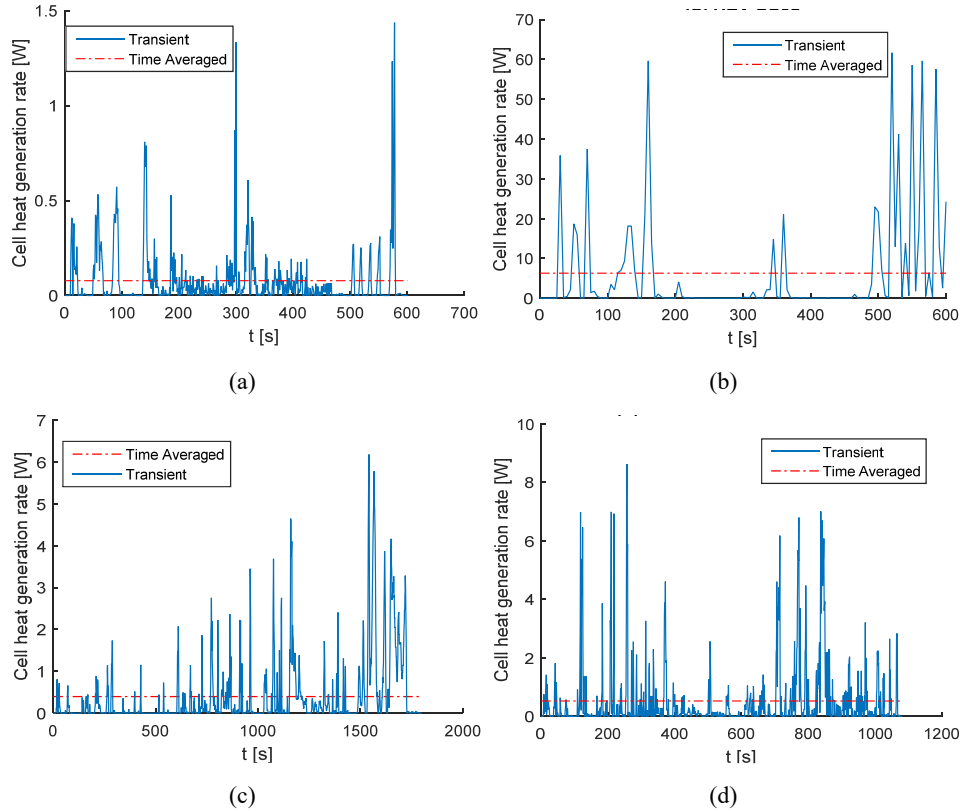 Cell heat generation rate [W]
1.5
1
0.5
0
Transient
Time Averaged
0 100 200 300 400 500 600 700
t [s]
(a)
Cell heat generation rate [W]
70
60
50
40
30
20
10
0
Transient
Time Averaged
0 100 200 300 400 500 600
t [s]
(b)
Cell heat generation rate [W]
7
6
5
4
3
2
1
0
Time Averaged
Transient
0 500 1000 1500 2000
t [s]
(c)
Cell heat generation rate [W]
10
8
6
4
2
0
Transient
Time Averaged
0 200 400 600 800 1000 1200
t [s]
(d)